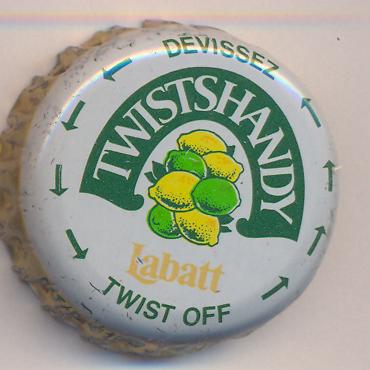 DÉVISSEZ
TWISTSHANDY
Labatt
TWIST OFF